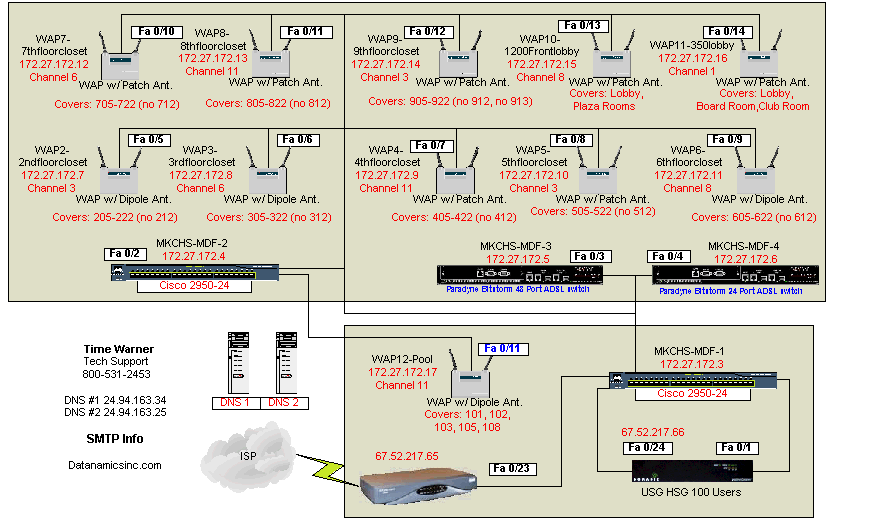 Fa 0/10
Fa 0/11
Fa 0/12
Fa 0/13
Fa 0/14
WAP7-
7thfloorcloset
172.27.172.12
Channel 6
WAP w/ Patch Ant.
Covers: 705-722 (no 712)
WAP8-
8thfloorcloset
172.27.172.13
Channel 11
WAP w/ Patch Ant.
Covers: 805-822 (no 812)
WAP9-
9thfloorcloset
172.27.172.14
Channel 3
WAP w/ Patch Ant.
Covers: 905-922 (no 912, no 913)
WAP10-
1200Frontlobby
172.27.172.15
Channel 8
WAP w/ Patch Ant.
Covers: Lobby,
Plaza Rooms
WAP11-350lobby
172.27.172.16
Channel 1
WAP w/ Patch Ant.
Covers: Lobby,
Board Room,Club Room
Fa 0/5
Fa 0/6
Fa 0/7
Fa 0/8
Fa 0/9
WAP2-
2ndfloorcloset
172.27.172.7
Channel 3
WAP w/ Dipole Ant.
Covers: 205-222 (no 212)
WAP3-
3rdfloorcloset
172.27.172.8
Channel 6
WAP w/ Dipole Ant.
Covers: 305-322 (no 312)
WAP4-
4thfloorcloset
172.27.172.9
Channel 11
WAP w/ Patch Ant.
Covers: 405-422 (no 412)
WAP5-
5thfloorcloset
172.27.172.10
Channel 3
WAP w/ Patch Ant.
Covers: 505-522 (no 512)
WAP6-
6thfloorcloset
172.27.172.11
Channel 8
WAP w/ Dipole Ant.
Covers: 605-622 (no 612)
Fa 0/2
MKCHS-MDF-2
172.27.172.4
Cisco 2950-24
MKCHS-MDF-3
172.27.172.5
Fa 0/3
Paradyne Bitstorm 48 Port ADSL switch
Fa 0/4
MKCHS-MDF-4
172.27.172.6
Paradyne Bitstorm 24 Port ADSL switch
Time Warner
Tech Support
800-531-2453
DNS #1 24.94.163.34
DNS #2 24.94.163.25
SMTP Info
Datanamicsinc.com
DNS 1
DNS 2
ISP
WAP12-Pool
172.27.172.17
Channel 11
Fa 0/11
WAP w/ Dipole Ant.
Covers: 101, 102,
103, 105, 108
MKCHS-MDF-1
172.27.172.3
Cisco 2950-24
67.52.217.65
Fa 0/23
67.52.217.66
Fa 0/24
Fa 0/1
USG HSG 100 Users